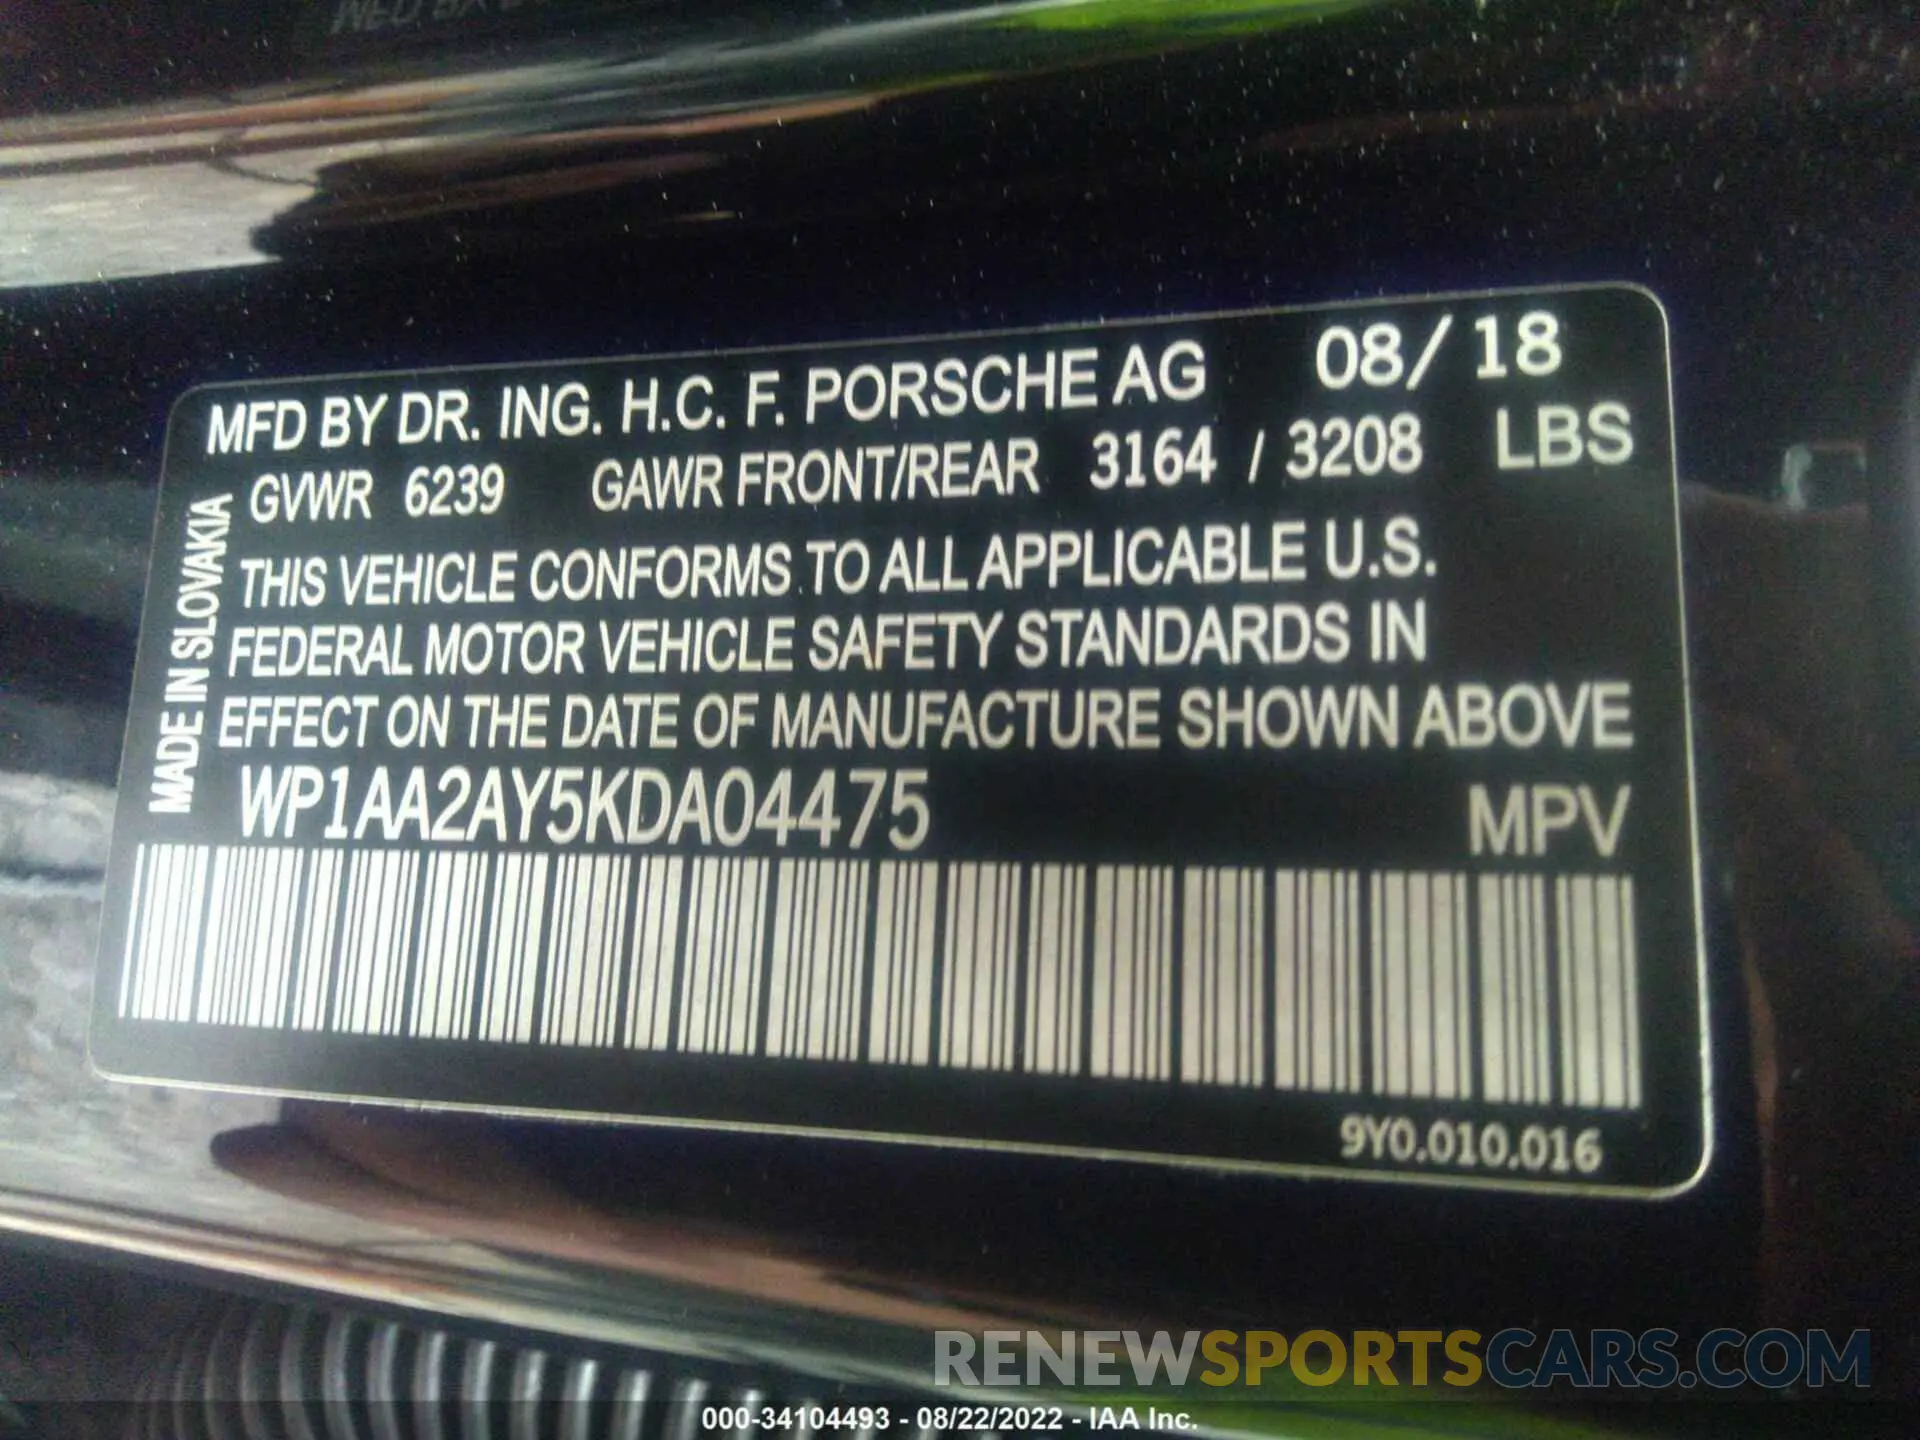 MFD BY DR. ING. H.C. F. PORSCHE AG 08/ 18
GVWR 6239 GAWR FRONT/REAR 3164 / 3208 LBS
MADE IN SLOVAKIA
THIS VEHICLE CONFORMS TO ALL APPLICABLE U.S.
FEDERAL MOTOR VEHICLE SAFETY STANDARDS IN
EFFECT ON THE DATE OF MANUFACTURE SHOWN ABOVE
WP1AA2AY5KDA04475 MPV
9Y0.010.016
RENEWSPORTSCARS.COM
000-34104493 - 08/22/2022 - IAA Inc.